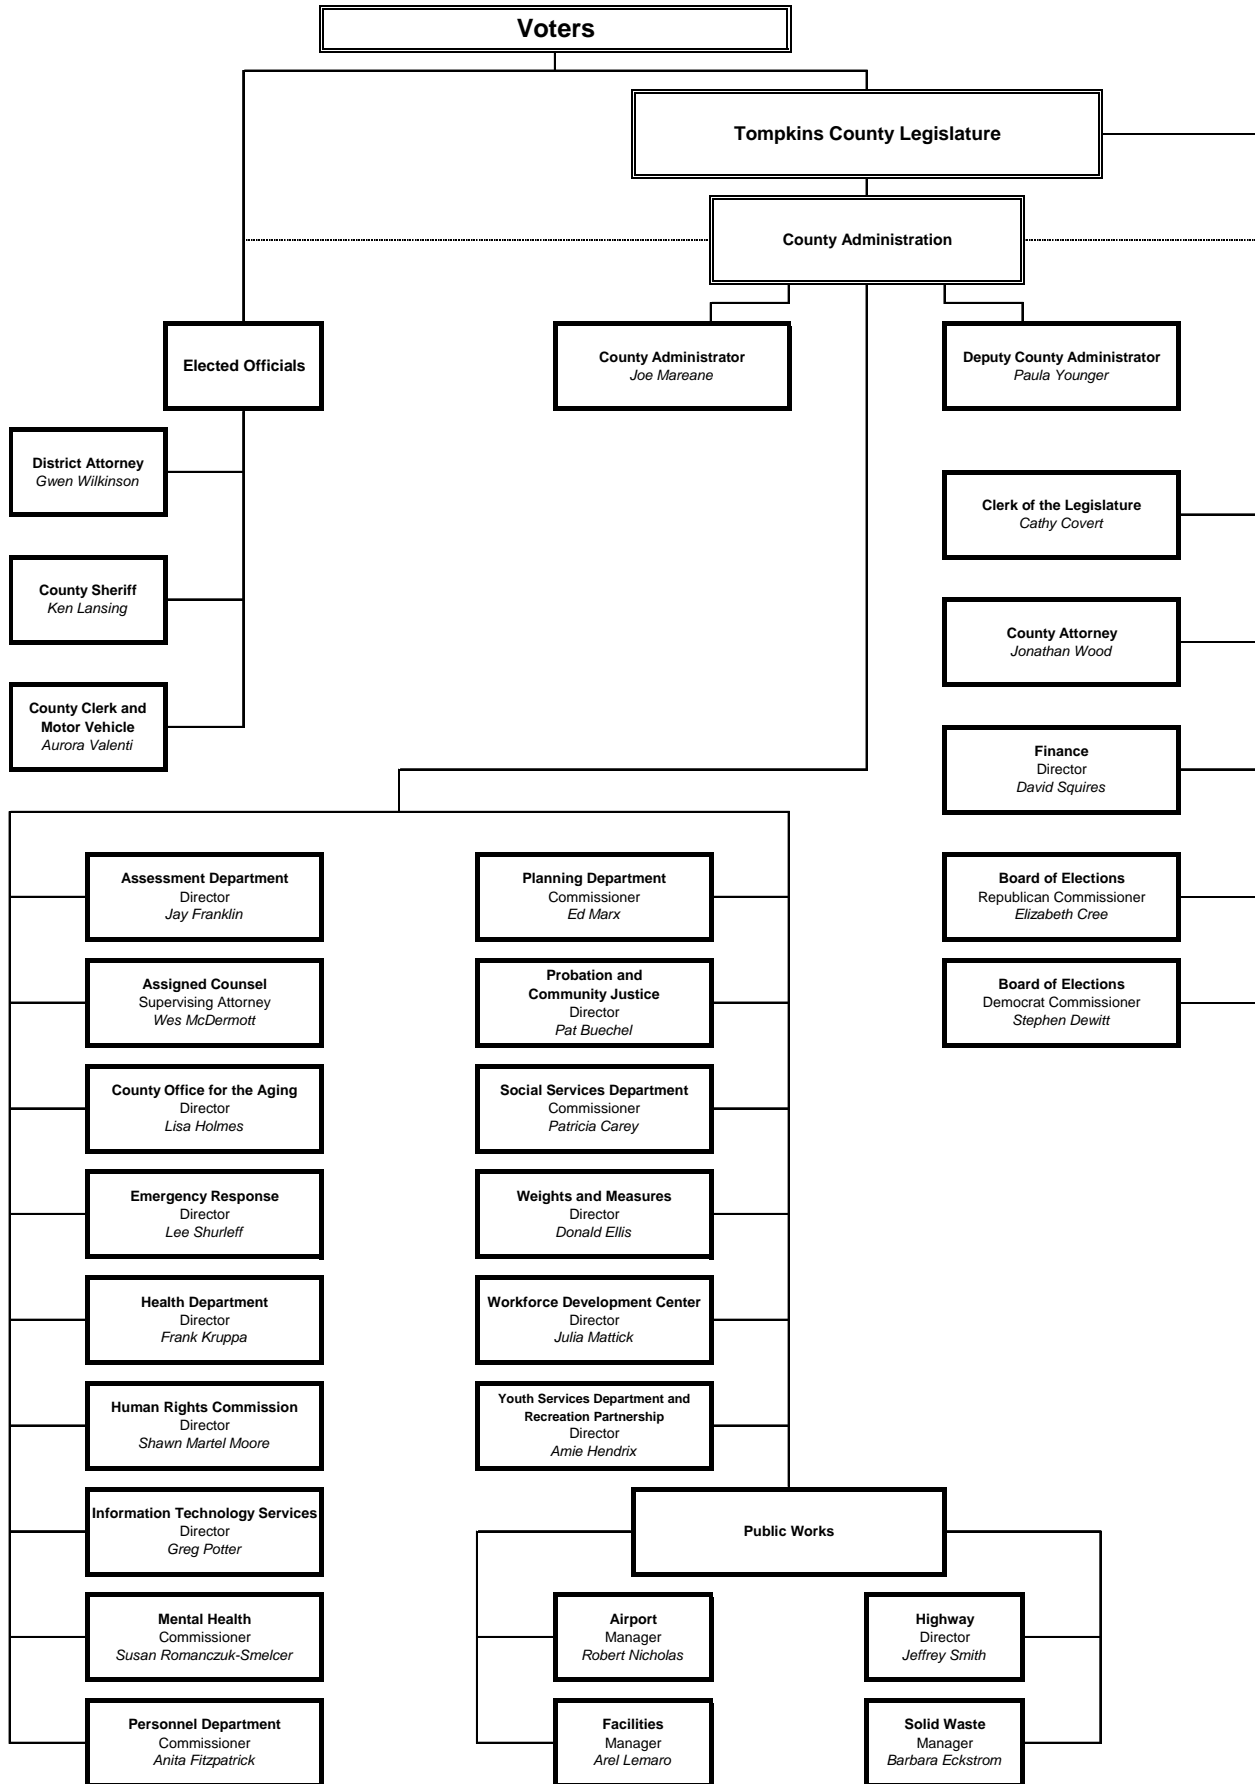 Voters
Tompkins County Legislature
County Administration
Elected Officials
County Administrator
Joe Mareane
Deputy County Administrator
Paula Younger
District Attorney
Gwen Wilkinson
County Sheriff
Ken Lansing
County Clerk and
Motor Vehicle
Aurora Valenti
Clerk of the Legislature
Cathy Covert
County Attorney
Jonathan Wood
Finance
Director
David Squires
Board of Elections
Republican Commissioner
Elizabeth Cree
Board of Elections
Democrat Commissioner
Stephen Dewitt
Assessment Department
Director
Jay Franklin
Assigned Counsel
Supervising Attorney
Wes McDermott
County Office for the Aging
Director
Lisa Holmes
Emergency Response
Director
Lee Shurleff
Health Department
Director
Frank Kruppa
Human Rights Commission
Director
Shawn Martel Moore
Information Technology Services
Director
Greg Potter
Mental Health
Commissioner
Susan Romanczuk-Smelcer
Personnel Department
Commissioner
Anita Fitzpatrick
Planning Department
Commissioner
Ed Marx
Probation and
Community Justice
Director
Pat Buechel
Social Services Department
Commissioner
Patricia Carey
Weights and Measures
Director
Donald Ellis
Workforce Development Center
Director
Julia Mattick
Youth Services Department and
Recreation Partnership
Director
Amie Hendrix
Public Works
Airport
Manager
Robert Nicholas
Highway
Director
Jeffrey Smith
Facilities
Manager
Arel Lemaro
Solid Waste
Manager
Barbara Eckstrom